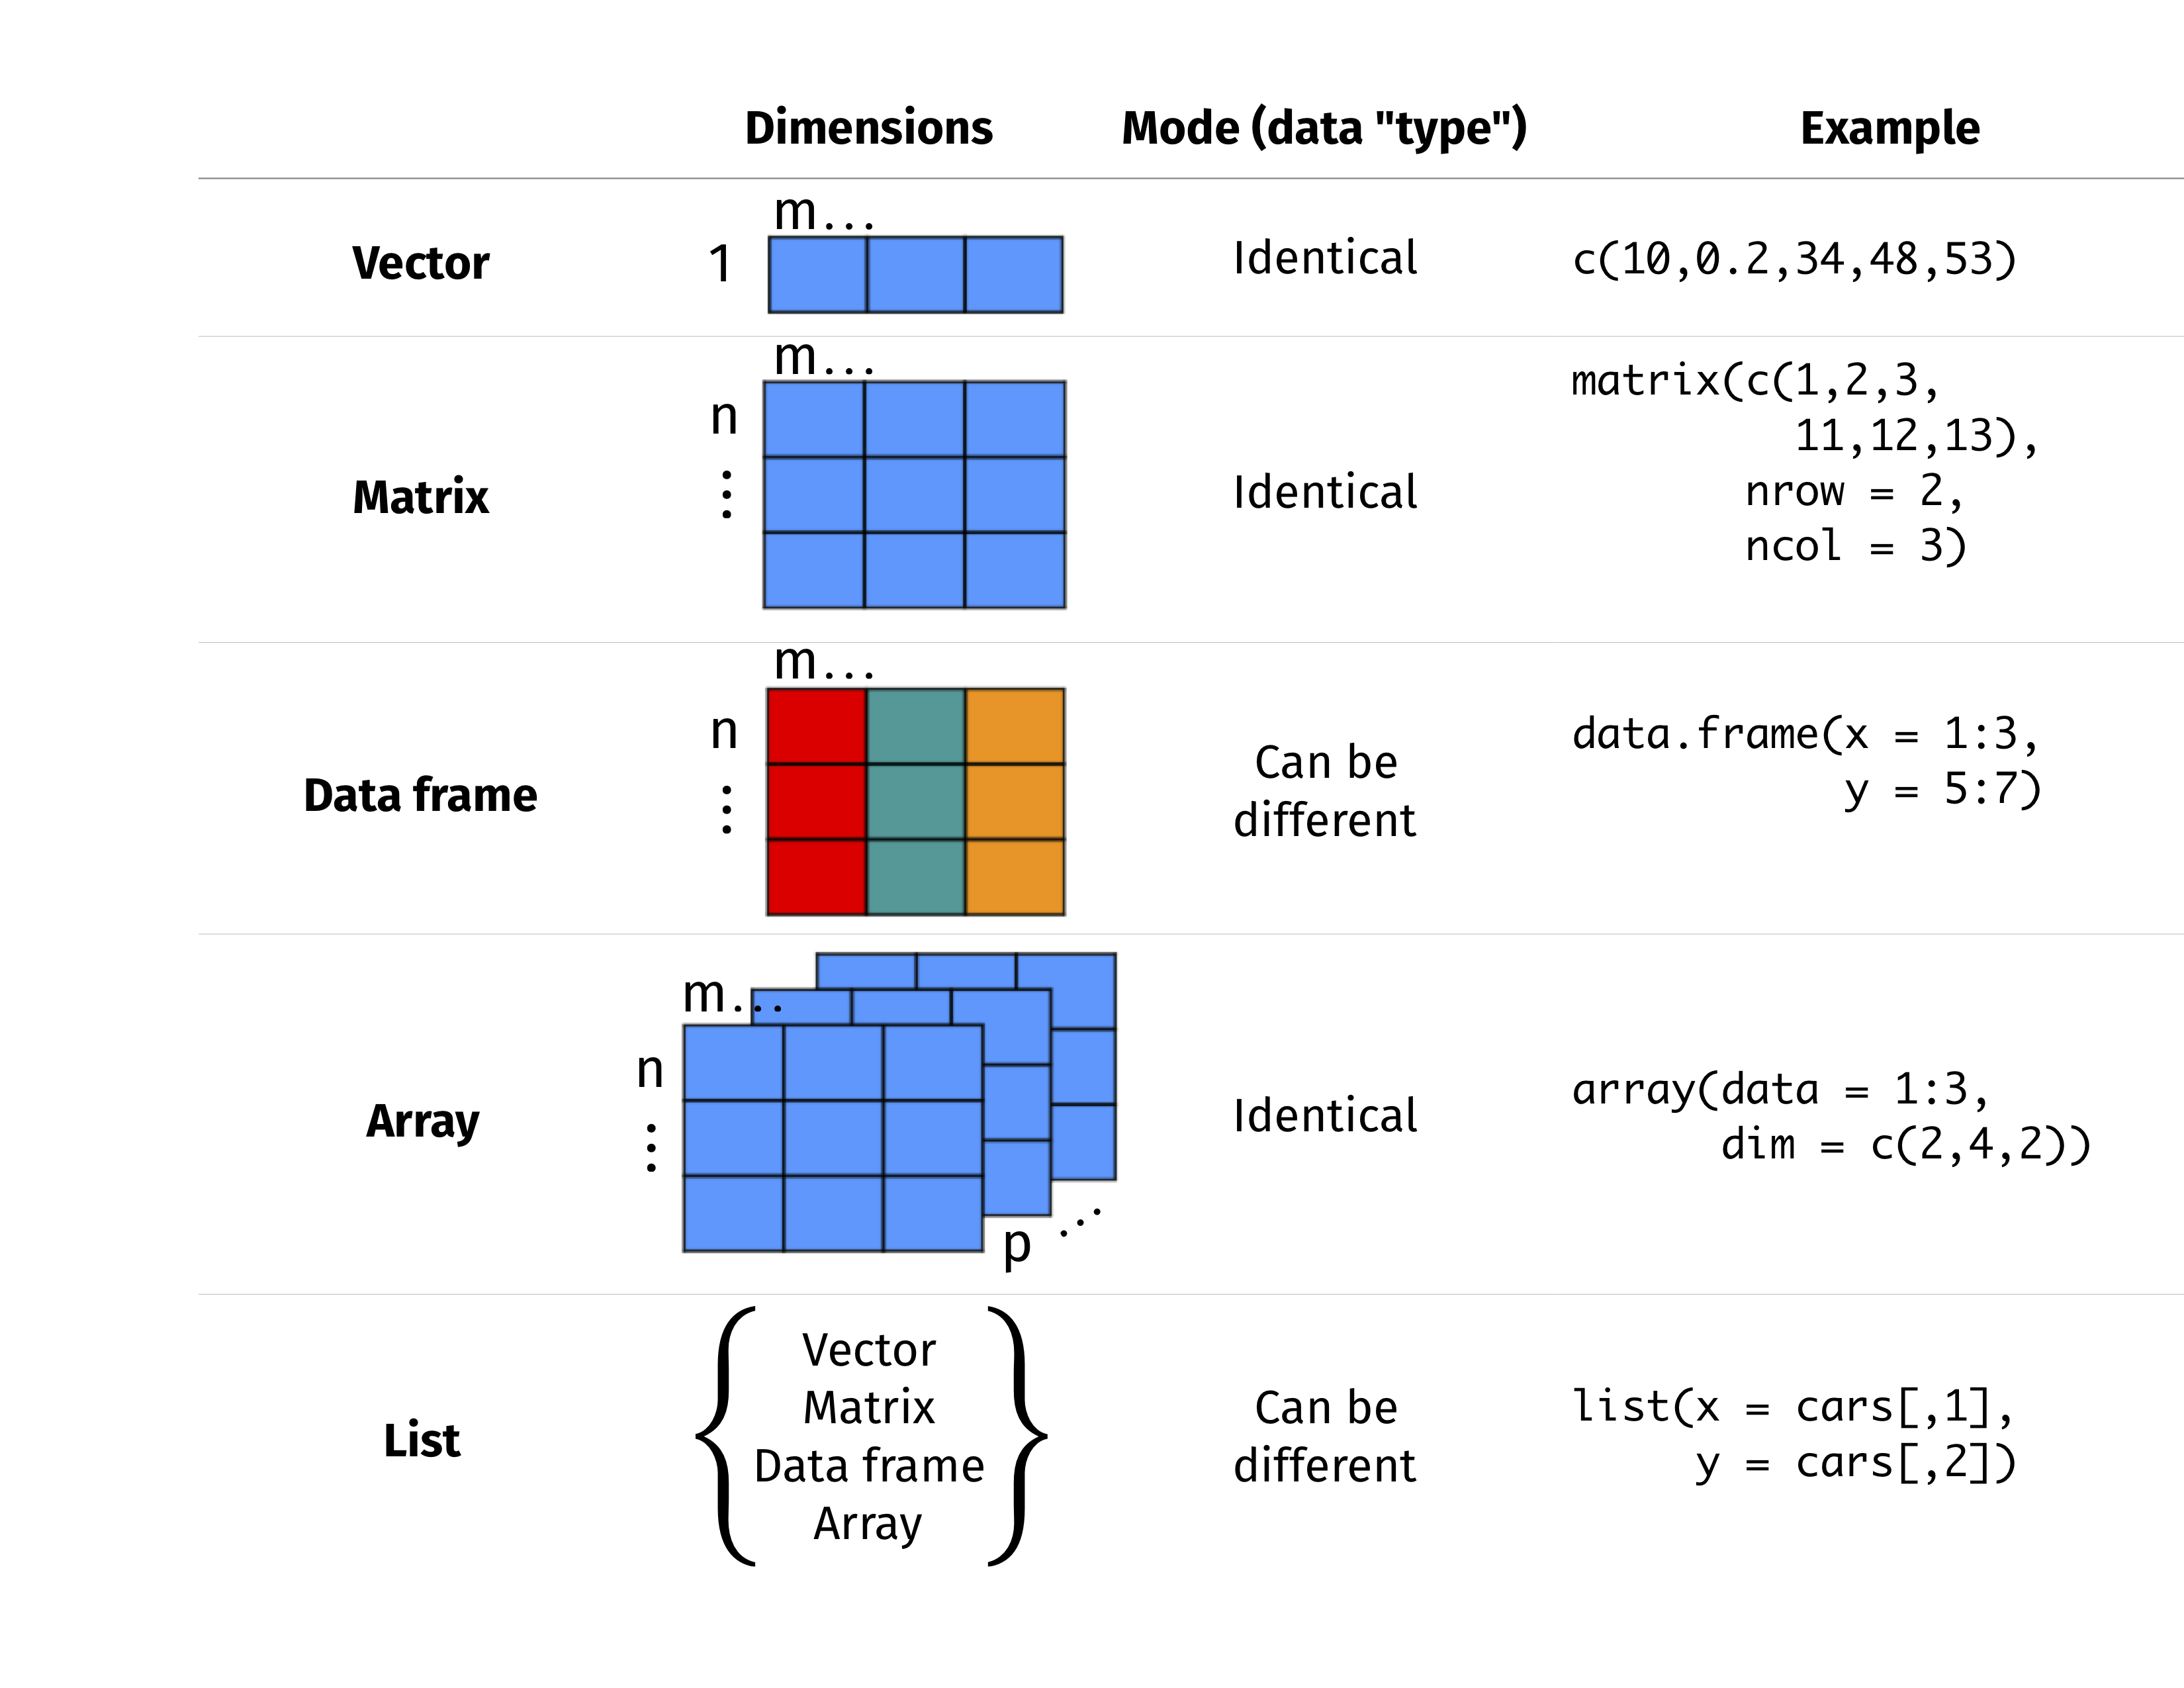 Dimensions Mode (data "type") Example
m...
Vector 1 Identical c(10,0.2,34,48,53)
m...
n
⋮
Matrix Identical
matrix(c(1,2,3,
11,12,13),
nrow = 2,
ncol = 3)
m...
n
⋮
Data frame
Can be
different
data.frame(x = 1:3,
y = 5:7)
m...
n
⋮
p ...
Array Identical
array(data = 1:3,
dim = c(2,4,2))
List
Vector
Matrix
Data frame
Array
Can be
different
list(x = cars[,1],
y = cars[,2])